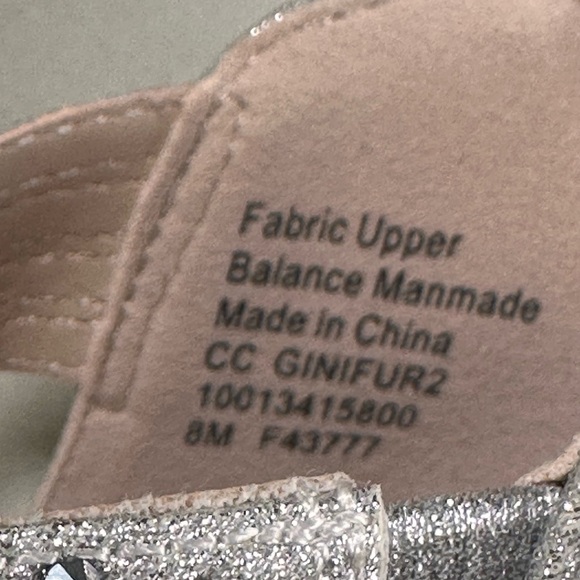 Fabric Upper
Balance Manmade
Made in China
CC GINIFUR2
10013415800
8M F43777